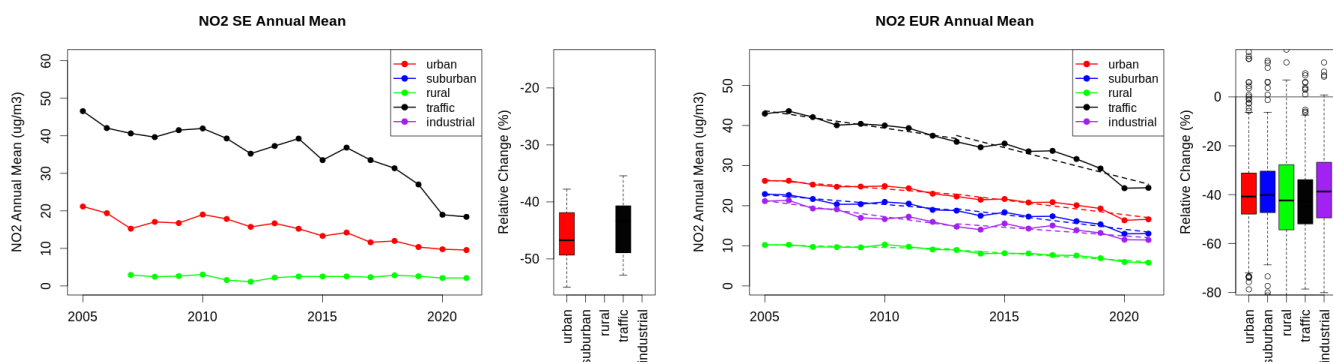 NO2 SE Annual Mean
NO2 Annual Mean (ug/m3)
0
10
20
30
40
50
60
2005
2010
2015
2020
urban
suburban
rural
traffic
industrial
Relative Change (%)
-20
-30
-40
-50
urban
suburban
rural
traffic
industrial
NO2 EUR Annual Mean
NO2 Annual Mean (ug/m3)
0
10
20
30
40
50
2005
2010
2015
2020
urban
suburban
rural
traffic
industrial
Relative Change (%)
0
-20
-40
-60
-80
urban
suburban
rural
traffic
industrial